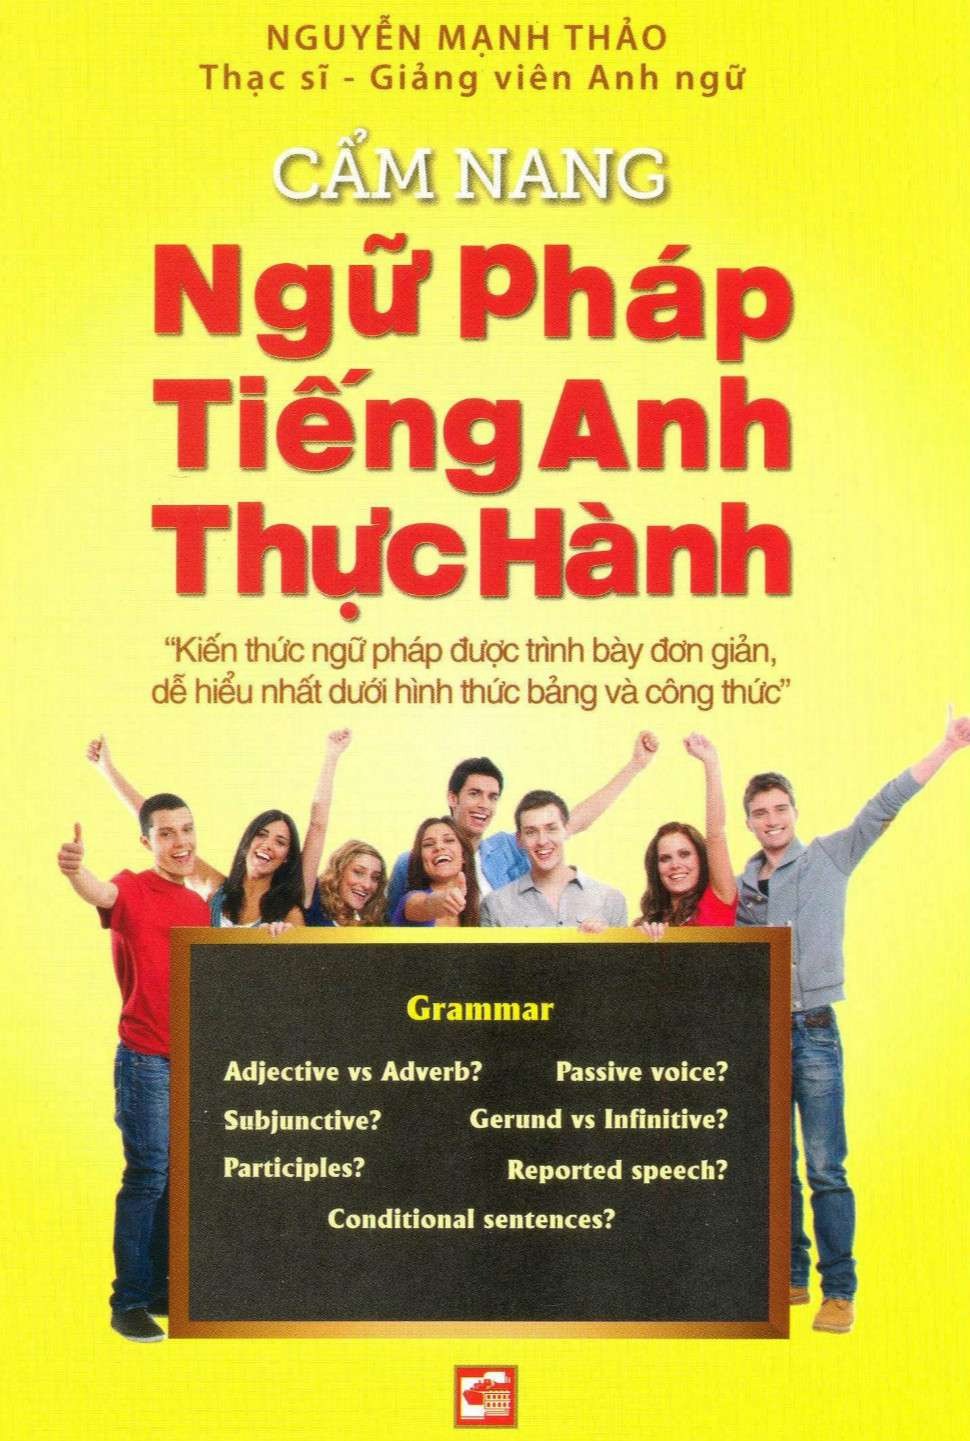 NGUYỄN MẠNH THẢO
Thạc sĩ - Giảng viên Anh ngữ
CẨM NANG
Ngữ Pháp
Tiếng Anh
Thực Hành
“Kiến thức ngữ pháp được trình bày đơn giản,
dễ hiểu nhất dưới hình thức bảng và công thức”
Grammar
Adjective vs Adverb? Passive voice?
Subjunctive? Gerund vs Infinitive?
Participles? Reported speech?
Conditional sentences?